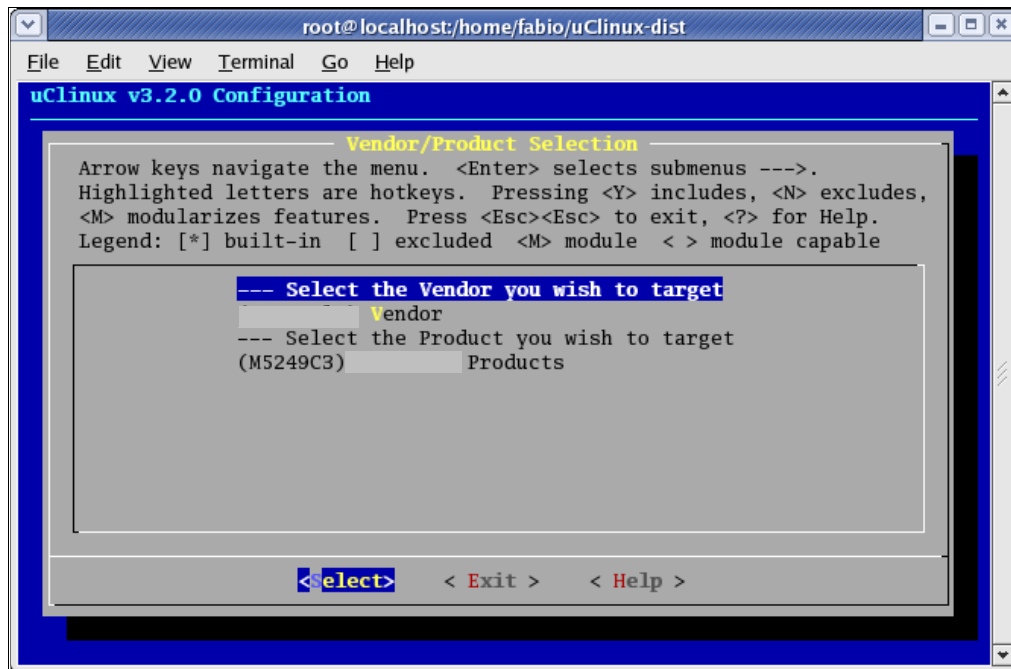 root@localhost:/home/fabio/uClinux-dist
File Edit View Terminal Go Help
uClinux v3.2.0 Configuration
Vendor/Product Selection
Arrow keys navigate the menu. <Enter> selects submenus --->.
Highlighted letters are hotkeys. Pressing <Y> includes, <N> excludes,
<M> modularizes features. Press <Esc><Esc> to exit, <?> for Help.
Legend: [*] built-in [ ] excluded <M> module < > module capable
--- Select the Vendor you wish to target
Vendor
--- Select the Product you wish to target
(M5249C3) Products
<Select> < Exit > < Help >